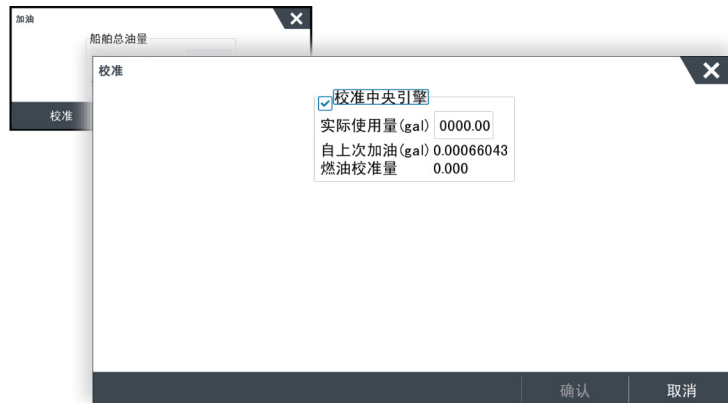 加油
船舶总油量
校准
校准
校准中央引擎
实际使用量(gal) 0000.00
自上次加油(gal) 0.00066043
燃油校准量 0.000
确认 取消